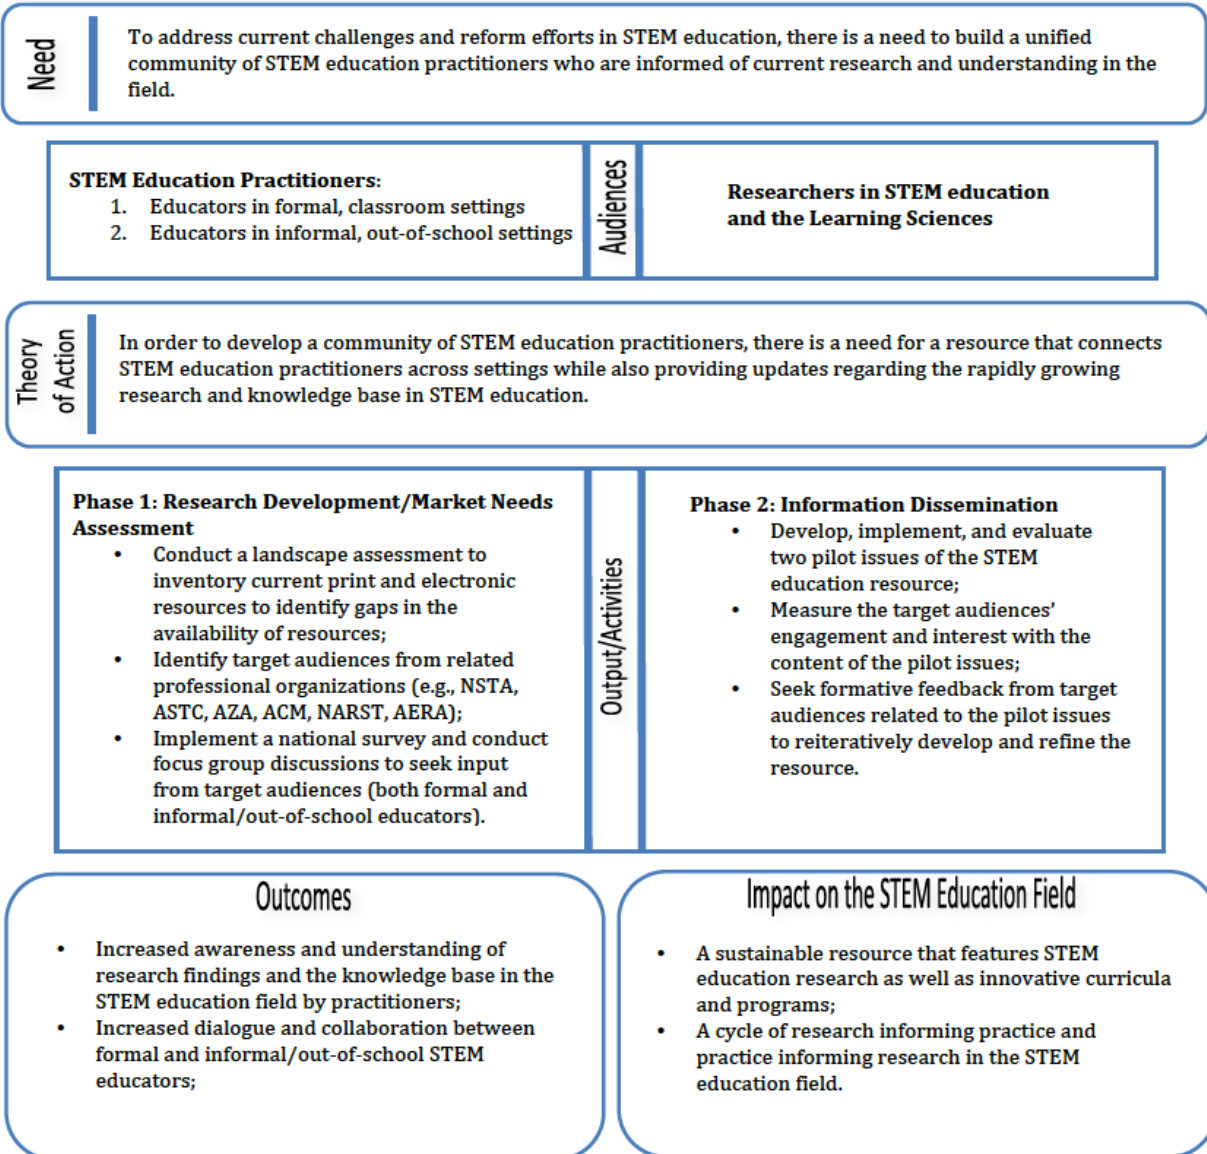 Need
To address current challenges and reform efforts in STEM education, there is a need to build a unified
community of STEM education practitioners who are informed of current research and understanding in the
field.
STEM Education Practitioners:
1. Educators in formal, classroom settings
2. Educators in informal, out-of-school settings
Audiences
Researchers in STEM education
and the Learning Sciences
Theory
of Action
In order to develop a community of STEM education practitioners, there is a need for a resource that connects
STEM education practitioners across settings while also providing updates regarding the rapidly growing
research and knowledge base in STEM education.
Phase 1: Research Development/Market Needs
Assessment
• Conduct a landscape assessment to
inventory current print and electronic
resources to identify gaps in the
availability of resources;
• Identify target audiences from related
professional organizations (e.g., NSTA,
ASTC, AZA, ACM, NARST, AERA);
• Implement a national survey and conduct
focus group discussions to seek input
from target audiences (both formal and
informal/out-of-school educators).
Output/Activities
Phase 2: Information Dissemination
• Develop, implement, and evaluate
two pilot issues of the STEM
education resource;
• Measure the target audiences’
engagement and interest with the
content of the pilot issues;
• Seek formative feedback from target
audiences related to the pilot issues
to reiteratively develop and refine the
resource.
Outcomes
• Increased awareness and understanding of
research findings and the knowledge base in the
STEM education field by practitioners;
• Increased dialogue and collaboration between
formal and informal/out-of-school STEM
educators;
Impact on the STEM Education Field
• A sustainable resource that features STEM
education research as well as innovative curricula
and programs;
• A cycle of research informing practice and
practice informing research in the STEM
education field.